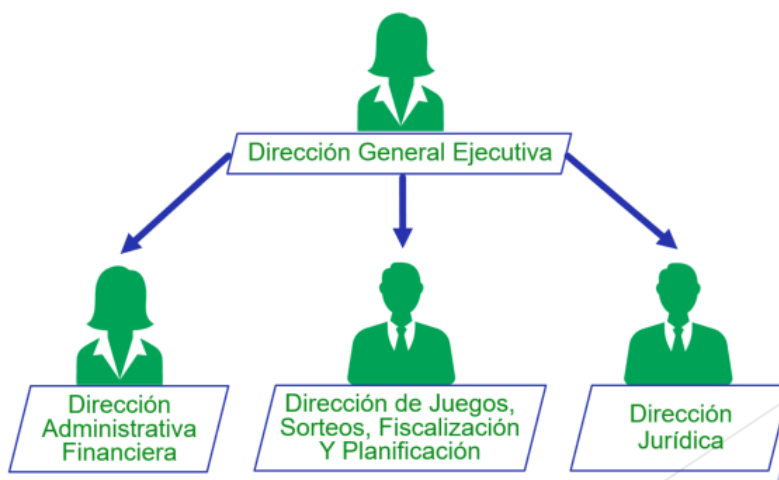 Dirección General Ejecutiva
Dirección
Administrativa
Financiera
Dirección de Juegos,
Sorteos, Fiscalización
Y Planificación
Dirección
Jurídica